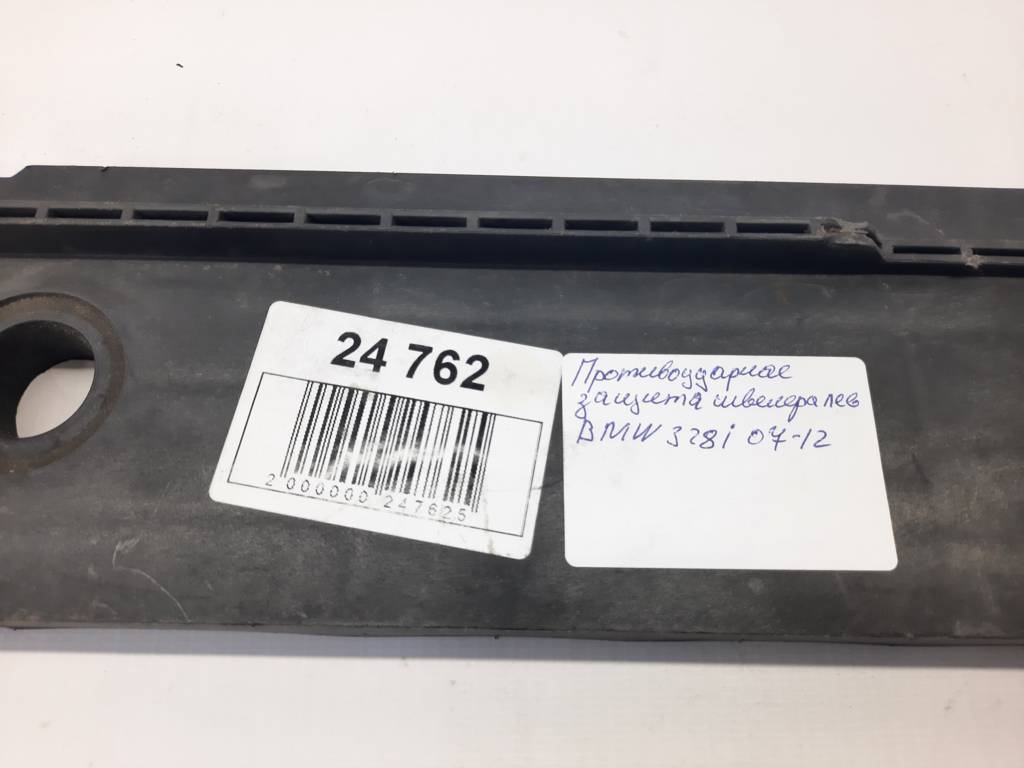 24 762
2 000000 247625
Противоударная
защита швеллера лев
BMW 328i 07-12